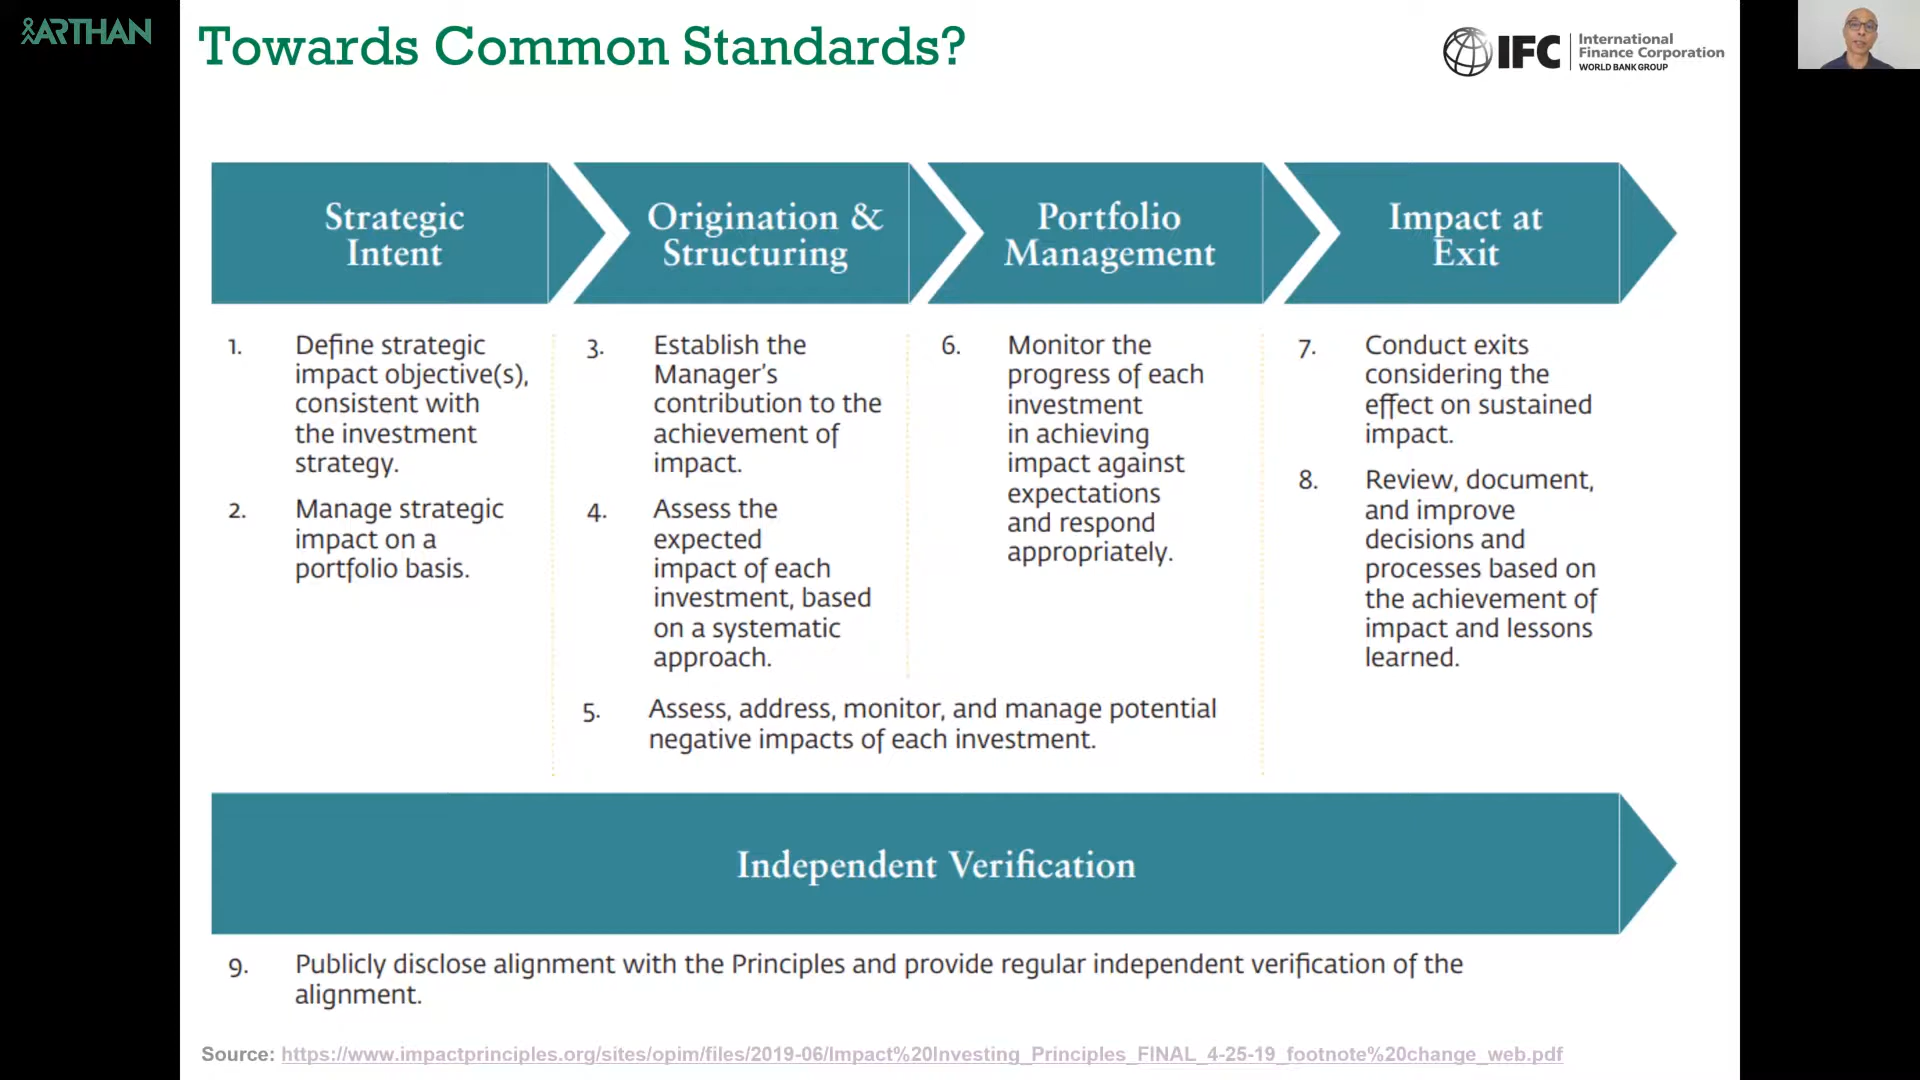 ARTHAN
Towards Common Standards?
IFC
International
Finance Corporation
WORLD BANK GROUP
Strategic
Intent
Origination &
Structuring
Portfolio
Management
Impact at
Exit
1. Define strategic
impact objective(s),
consistent with
the investment
strategy.
2. Manage strategic
impact on a
portfolio basis.
3. Establish the
Manager's
contribution to the
achievement of
impact.
4. Assess the
expected
impact of each
investment, based
on a systematic
approach.
5. Assess, address, monitor, and manage potential
negative impacts of each investment.
6. Monitor the
progress of each
investment
in achieving
impact against
expectations
and respond
appropriately.
7. Conduct exits
considering the
effect on sustained
impact.
8. Review, document,
and improve
decisions and
processes based on
the achievement of
impact and lessons
learned.
Independent Verification
9. Publicly disclose alignment with the Principles and provide regular independent verification of the
alignment.
Source: https://www.impactprinciples.org/sites/opim/files/2019-06/Impact%20Investing_Principles_FINAL_4-25-19_footnote%20change_web.pdf